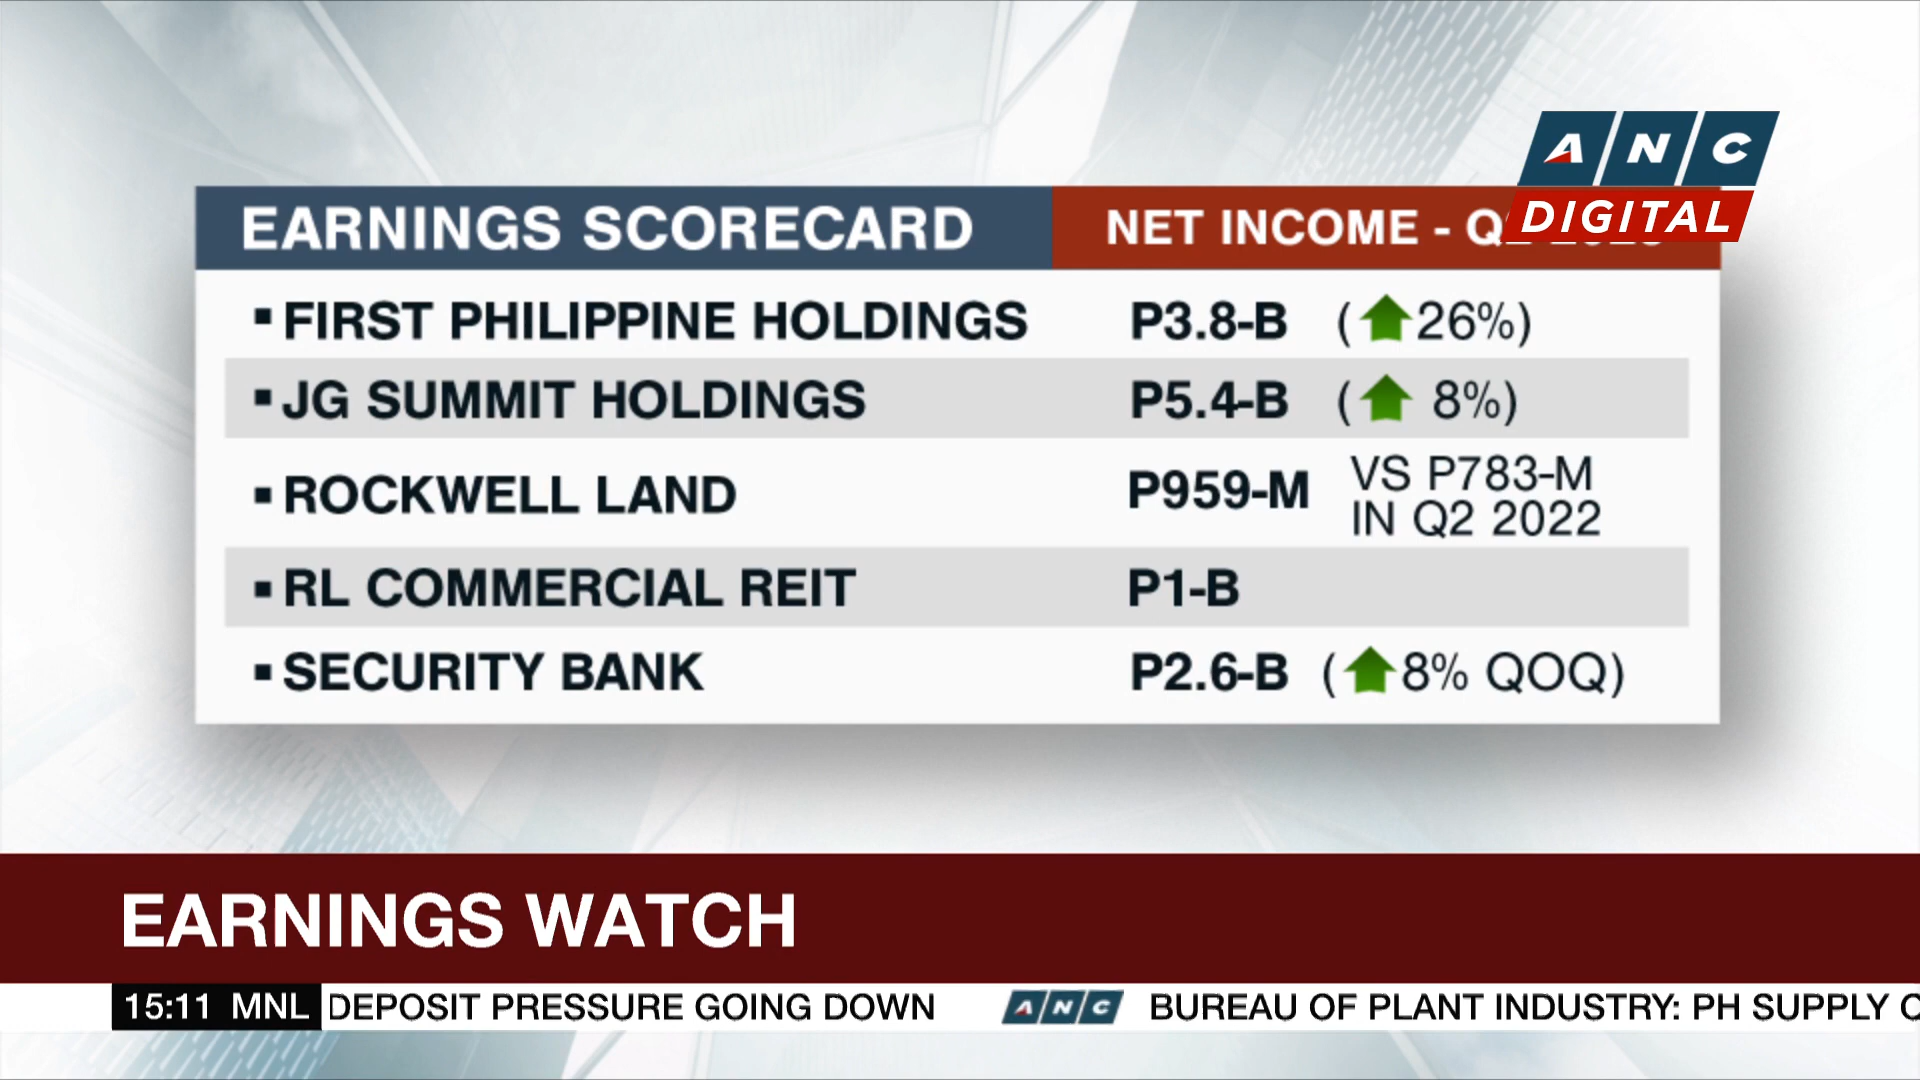 ANC
DIGITAL
EARNINGS SCORECARD
NET INCOME -
▪ FIRST PHILIPPINE HOLDINGS P3.8-B (⬆26%)
▪ JG SUMMIT HOLDINGS P5.4-B (⬆ 8%)
▪ ROCKWELL LAND P959-M VS P783-M
IN Q2 2022
▪ RL COMMERCIAL REIT P1-B
▪ SECURITY BANK P2.6-B (⬆8% QOQ)
EARNINGS WATCH
15:11 MNL DEPOSIT PRESSURE GOING DOWN ANC BUREAU OF PLANT INDUSTRY: PH SUPPLY